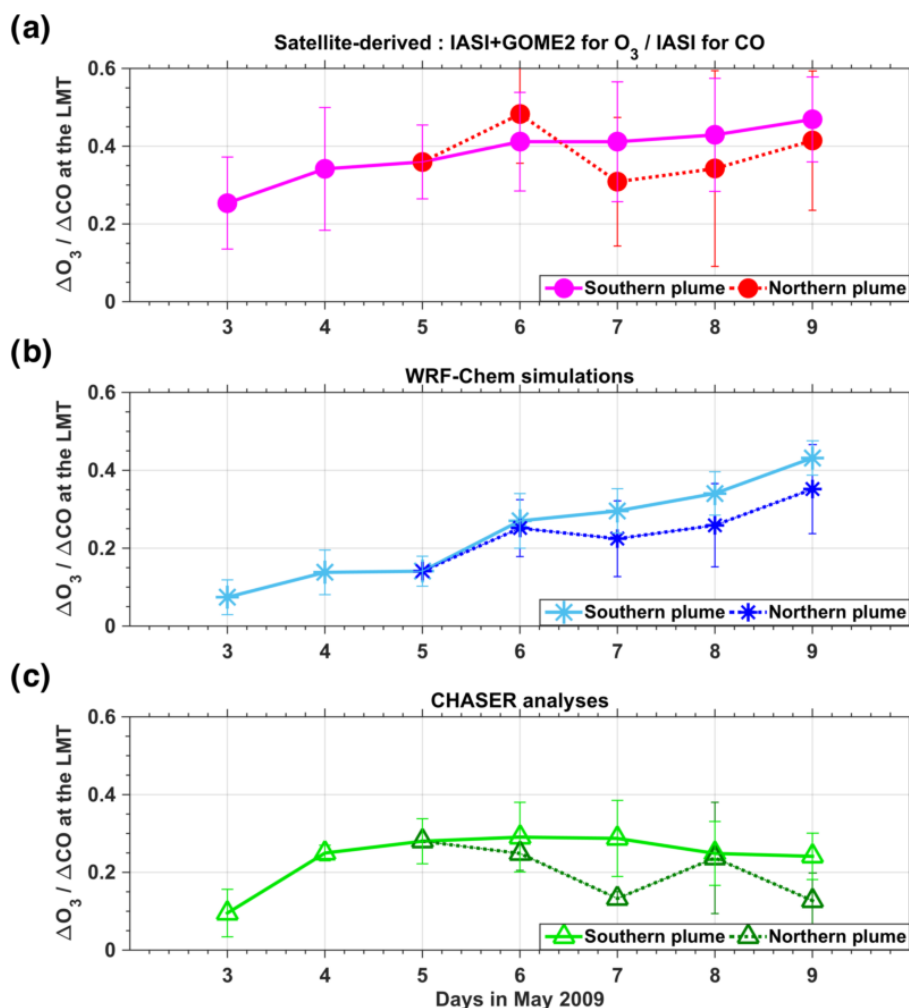 (a)
Satellite-derived : IASI+GOME2 for O3 / IASI for CO
ΔO3 / ΔCO at the LMT
0.6
0.4
0.2
0
Southern plume Northern plume
3 4 5 6 7 8 9
(b)
WRF-Chem simulations
ΔO3 / ΔCO at the LMT
0.6
0.4
0.2
0
Southern plume Northern plume
3 4 5 6 7 8 9
(c)
CHASER analyses
ΔO3 / ΔCO at the LMT
0.6
0.4
0.2
0
Southern plume Northern plume
3 4 5 6 7 8 9
Days in May 2009